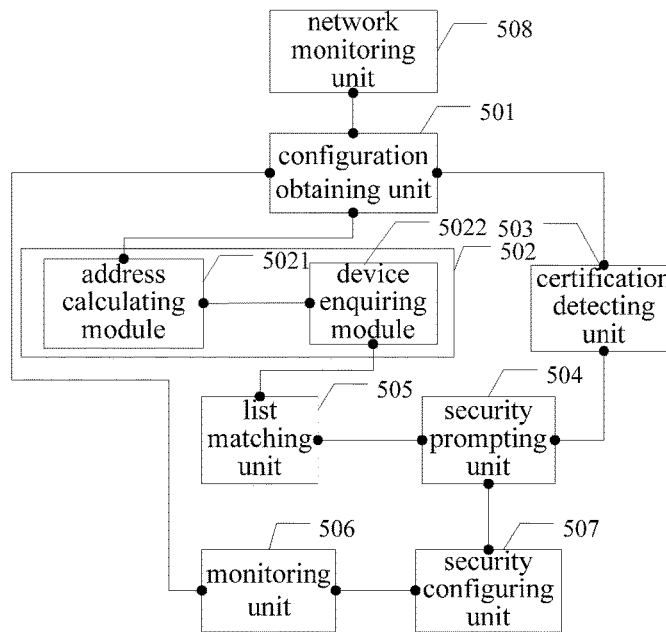 network
monitoring
unit
508
501
configuration
obtaining unit
5022
503
5021
502
address
calculating
module
device
enquiring
module
certification
detecting
unit
505
504
list
matching
unit
security
prompting
unit
506
507
monitoring
unit
security
configuring
unit